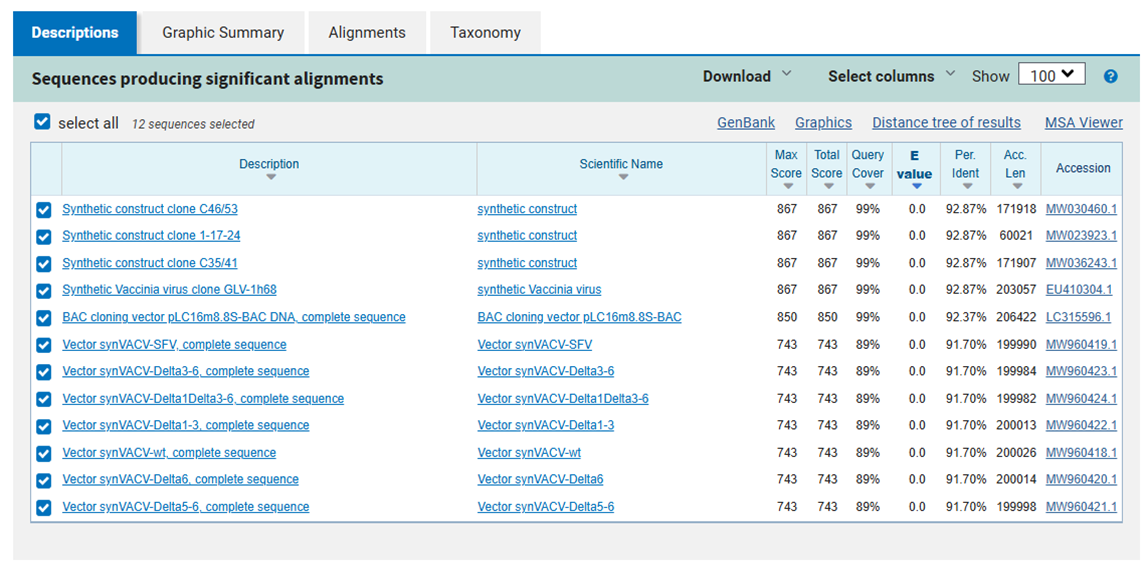 Descriptions Graphic Summary Alignments Taxonomy
Sequences producing significant alignments Download Select columns Show 100 ?
select all 12 sequences selected GenBank Graphics Distance tree of results MSA Viewer
Description Scientific Name Max Score Total Score Query Cover E value Per. Ident Acc. Len Accession
Synthetic construct clone C46/53 synthetic construct 867 867 99% 0.0 92.87% 171918 MW030460.1
Synthetic construct clone 1-17-24 synthetic construct 867 867 99% 0.0 92.87% 60021 MW023923.1
Synthetic construct clone C35/41 synthetic construct 867 867 99% 0.0 92.87% 171907 MW036243.1
Synthetic Vaccinia virus clone GLV-1h68 synthetic Vaccinia virus 867 867 99% 0.0 92.87% 203057 EU410304.1
BAC cloning vector pLC16m8.8S-BAC DNA, complete sequence BAC cloning vector pLC16m8.8S-BAC 850 850 99% 0.0 92.37% 206422 LC315596.1
Vector synVACV-SFV, complete sequence Vector synVACV-SFV 743 743 89% 0.0 91.70% 199990 MW960419.1
Vector synVACV-Delta3-6, complete sequence Vector synVACV-Delta3-6 743 743 89% 0.0 91.70% 199984 MW960423.1
Vector synVACV-Delta1Delta3-6, complete sequence Vector synVACV-Delta1Delta3-6 743 743 89% 0.0 91.70% 199982 MW960424.1
Vector synVACV-Delta1-3, complete sequence Vector synVACV-Delta1-3 743 743 89% 0.0 91.70% 200013 MW960422.1
Vector synVACV-wt, complete sequence Vector synVACV-wt 743 743 89% 0.0 91.70% 200026 MW960418.1
Vector synVACV-Delta6, complete sequence Vector synVACV-Delta6 743 743 89% 0.0 91.70% 200014 MW960420.1
Vector synVACV-Delta5-6, complete sequence Vector synVACV-Delta5-6 743 743 89% 0.0 91.70% 199998 MW960421.1